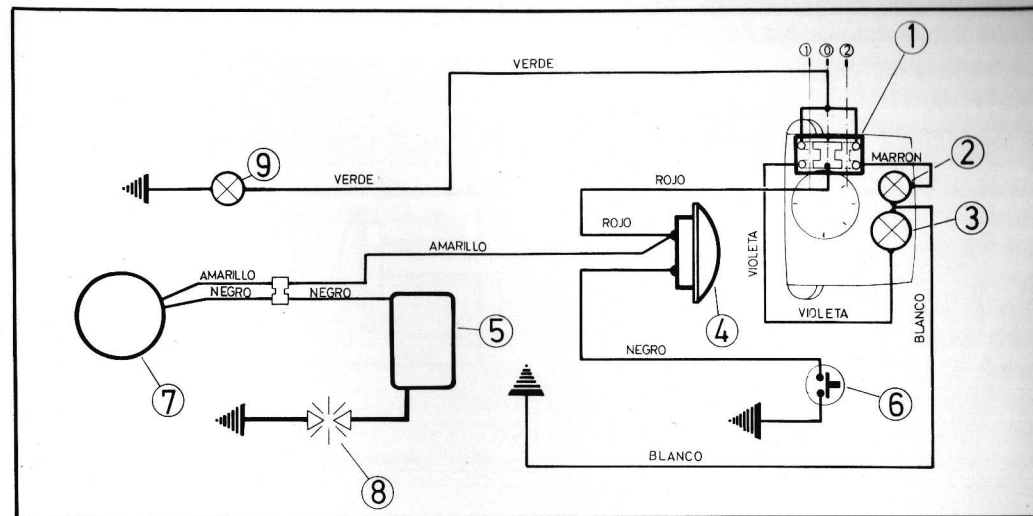 VERDE
1 0 2
1
MARRON
2
9
VERDE
ROJO
3
ROJO
AMARILLO
VIOLETA
AMARILLO
NEGRO
NEGRO
VIOLETA
BLANCO
5
4
NEGRO
7
6
BLANCO
8